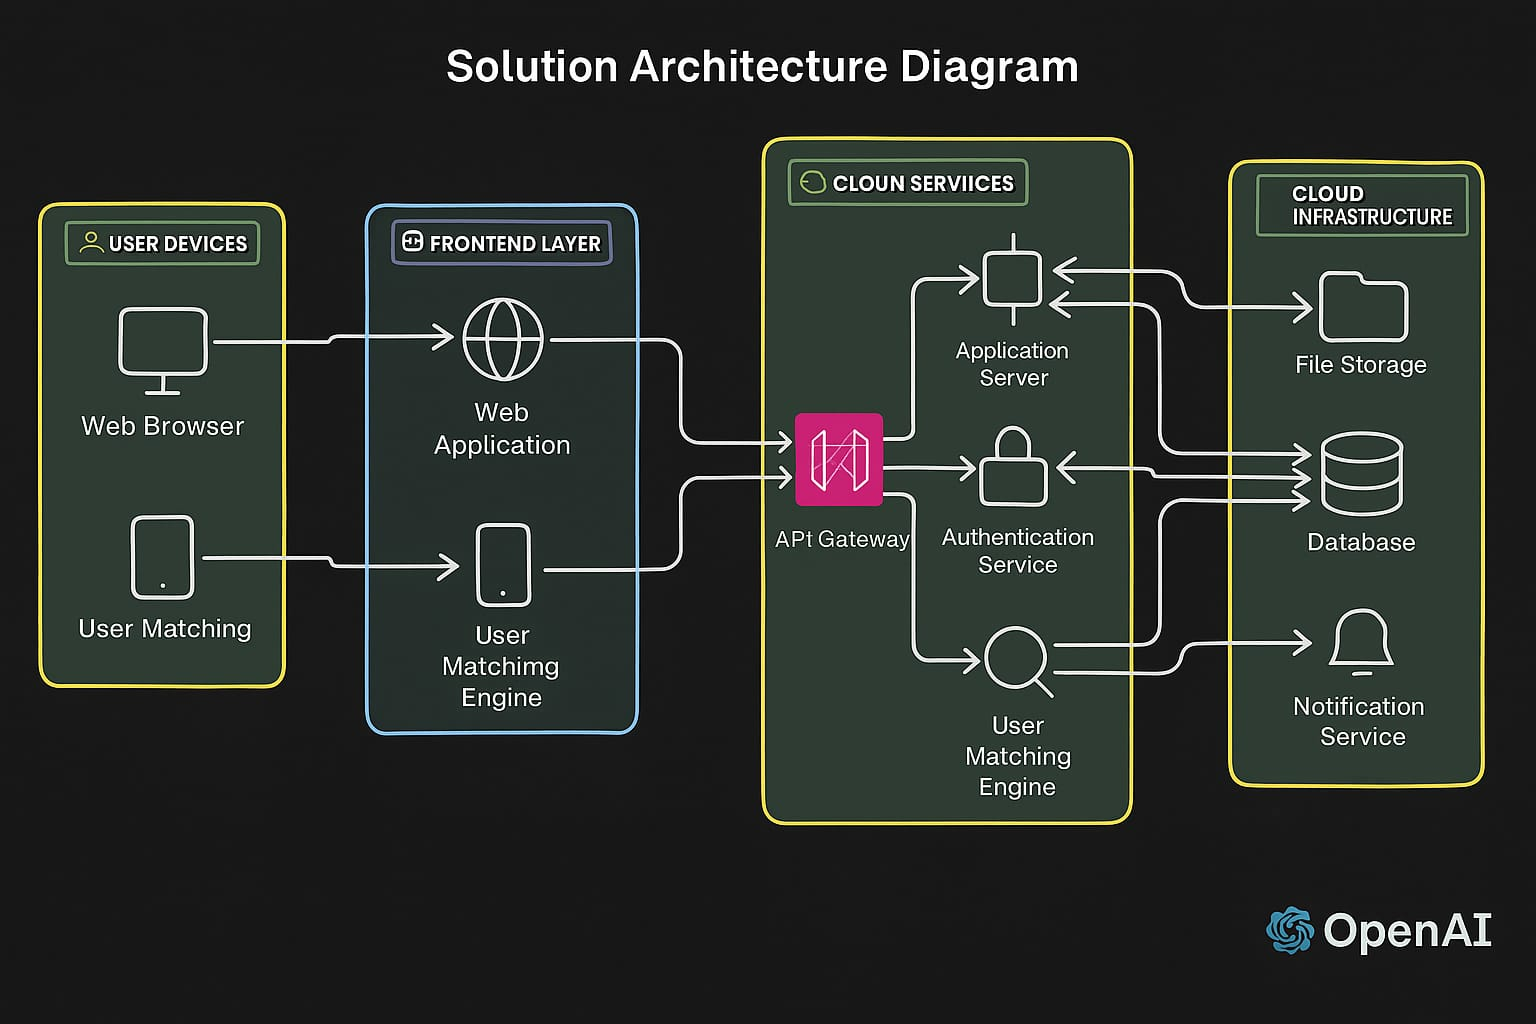 Solution Architecture Diagram
USER DEVICES
Web Browser
User Matching
FRONTEND LAYER
Web
Application
User
Matchimg
Engine
CLOUN SERVIICES
Application
Server
APt Gateway
Authentication
Service
User
Matching
Engine
CLOUD
INFRASTRUCTURE
File Storage
Database
Notification
Service
OpenAI